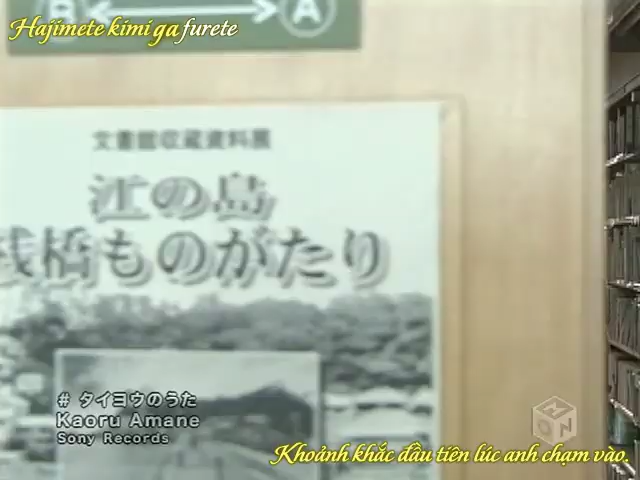 B A
Hajimete kimi ga furete
文書館収蔵資料展
江の島
桟橋ものがたり
# タイヨウのうた
Kaoru Amane
Sony Records
M ON
Khoảnh khắc đầu tiên lúc anh chạm vào.